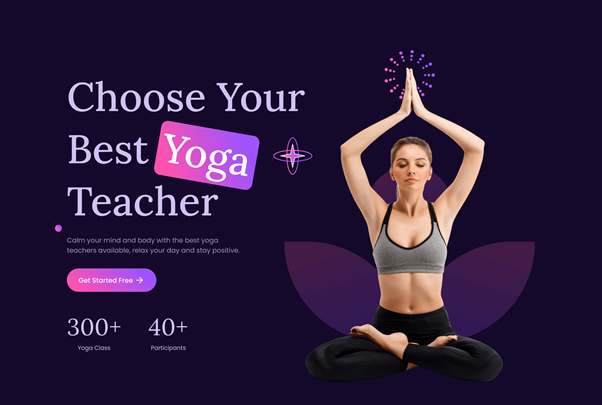 Choose Your
Best Yoga
Teacher
Calm your mind and body with the best yoga
teachers available, relax your day and stay positive.
Get Started Free →
300+ 40+
Yoga Class Participants